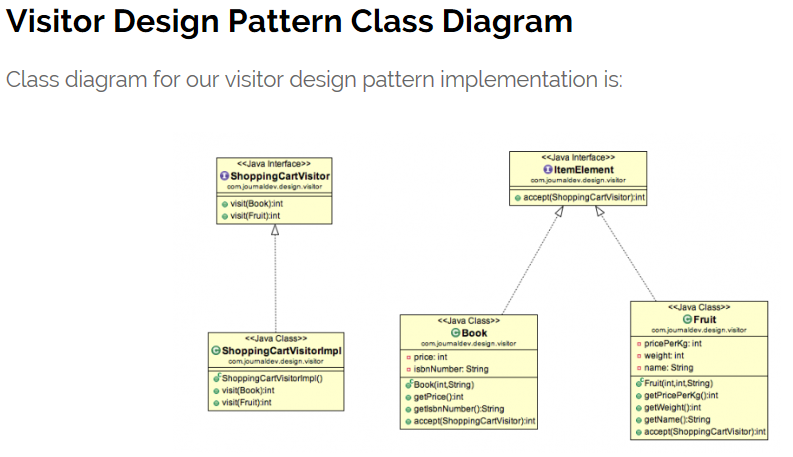 Visitor Design Pattern Class Diagram
Class diagram for our visitor design pattern implementation is:
<<Java Interface>>
ShoppingCartVisitor
com.journaldev.design.visitor
visit(Book):int
visit(Fruit):int
<<Java Interface>>
ItemElement
com.journaldev.design.visitor
accept(ShoppingCartVisitor):int
<<Java Class>>
ShoppingCartVisitorImpl
com.journaldev.design.visitor
ShoppingCartVisitorImpl()
visit(Book):int
visit(Fruit):int
<<Java Class>>
Book
com.journaldev.design.visitor
price: int
isbnNumber: String
Book(int,String)
getPrice():int
getIsbnNumber():String
accept(ShoppingCartVisitor):int
<<Java Class>>
Fruit
com.journaldev.design.visitor
pricePerKg: int
weight: int
name: String
Fruit(int,int,String)
getPricePerKg():int
getWeight():int
getName():String
accept(ShoppingCartVisitor):int